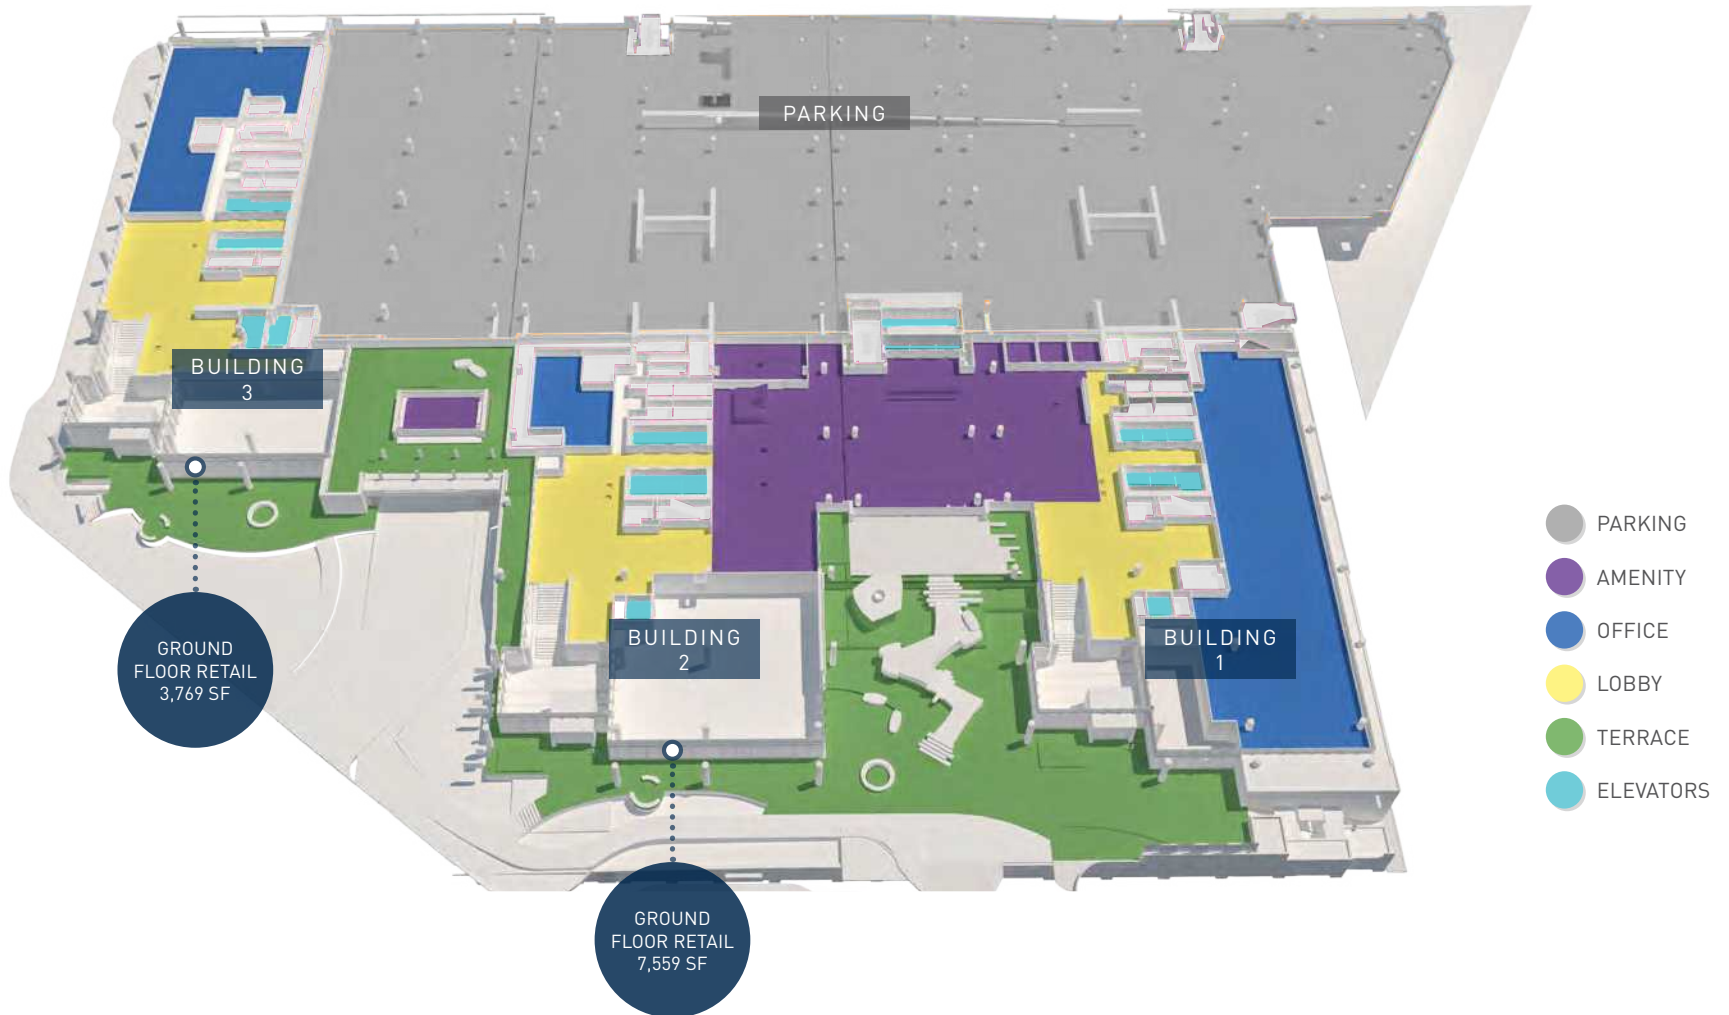 PARKING
BUILDING
3
BUILDING
2
BUILDING
1
GROUND
FLOOR RETAIL
3,769 SF
GROUND
FLOOR RETAIL
7,559 SF
PARKING
AMENITY
OFFICE
LOBBY
TERRACE
ELEVATORS